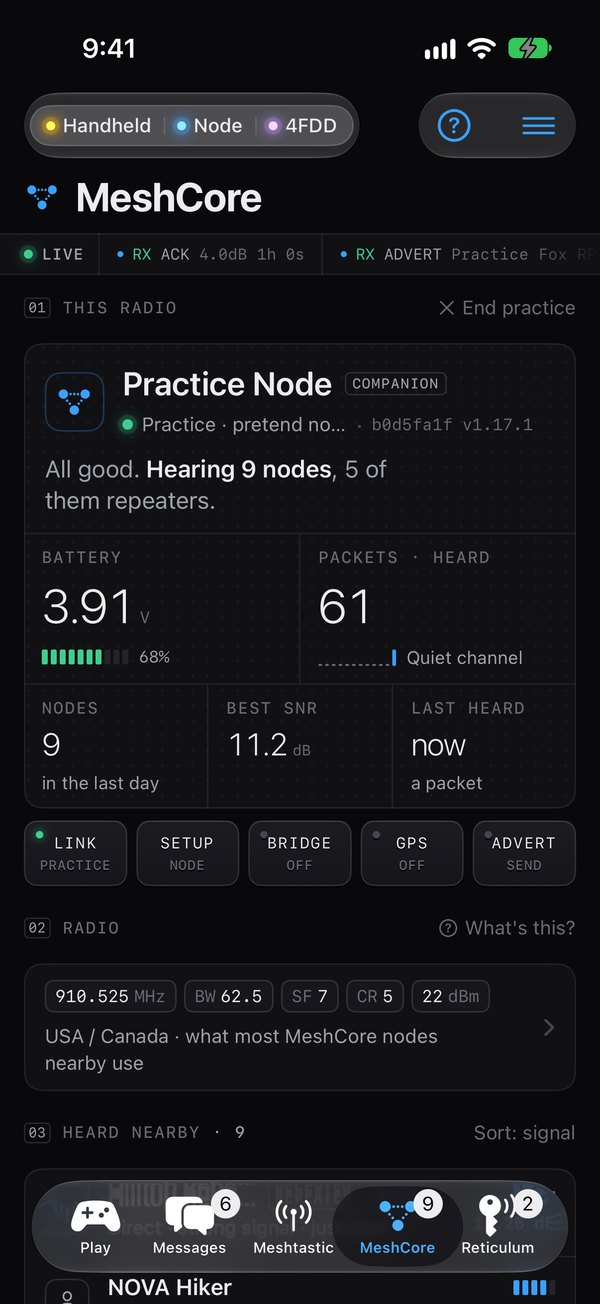 9:41
Handheld Node 4FDD
MeshCore
LIVE RX ACK 4.0dB 1h 0s RX ADVERT Practice Fox
01 THIS RADIO End practice
Practice Node COMPANION
Practice · pretend no… · b0d5fa1f v1.17.1
All good. Hearing 9 nodes, 5 of
them repeaters.
BATTERY
3.91 V
68%
PACKETS · HEARD
61
Quiet channel
NODES
9
in the last day
BEST SNR
11.2 dB
LAST HEARD
now
a packet
LINK
PRACTICE
SETUP
NODE
BRIDGE
OFF
GPS
OFF
ADVERT
SEND
02 RADIO ? What's this?
910.525 MHz BW 62.5 SF 7 CR 5 22 dBm
USA / Canada · what most MeshCore nodes
nearby use
03 HEARD NEARBY · 9 Sort: signal
6 9 2
Play Messages Meshtastic MeshCore Reticulum
NOVA Hiker